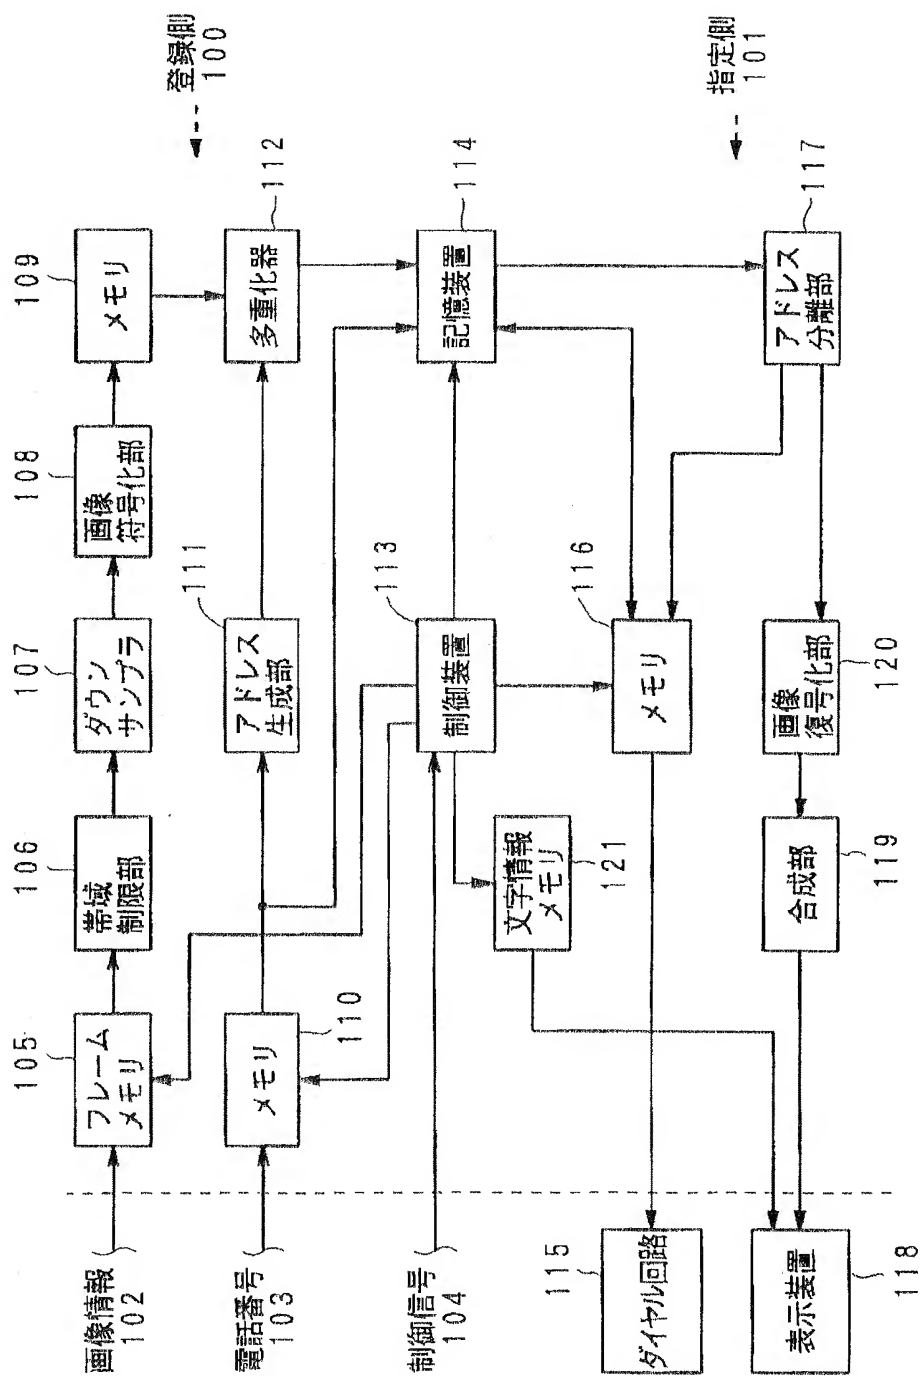 登録側
100
109
メモリ
112
多重化器
114
記憶装置
指定側
101
117
アドレス
分離部
108
画像
符号化部
107
ダウン
サンプラ
111
アドレス
生成部
113
制御装置
116
メモリ
画像
復号化部
120
106
帯域
制限部
文字情報
メモリ
121
合成部
119
105
フレーム
メモリ
110
メモリ
画像情報
102
電話番号
103
制御信号
104
115
ダイヤル回路
表示装置
118